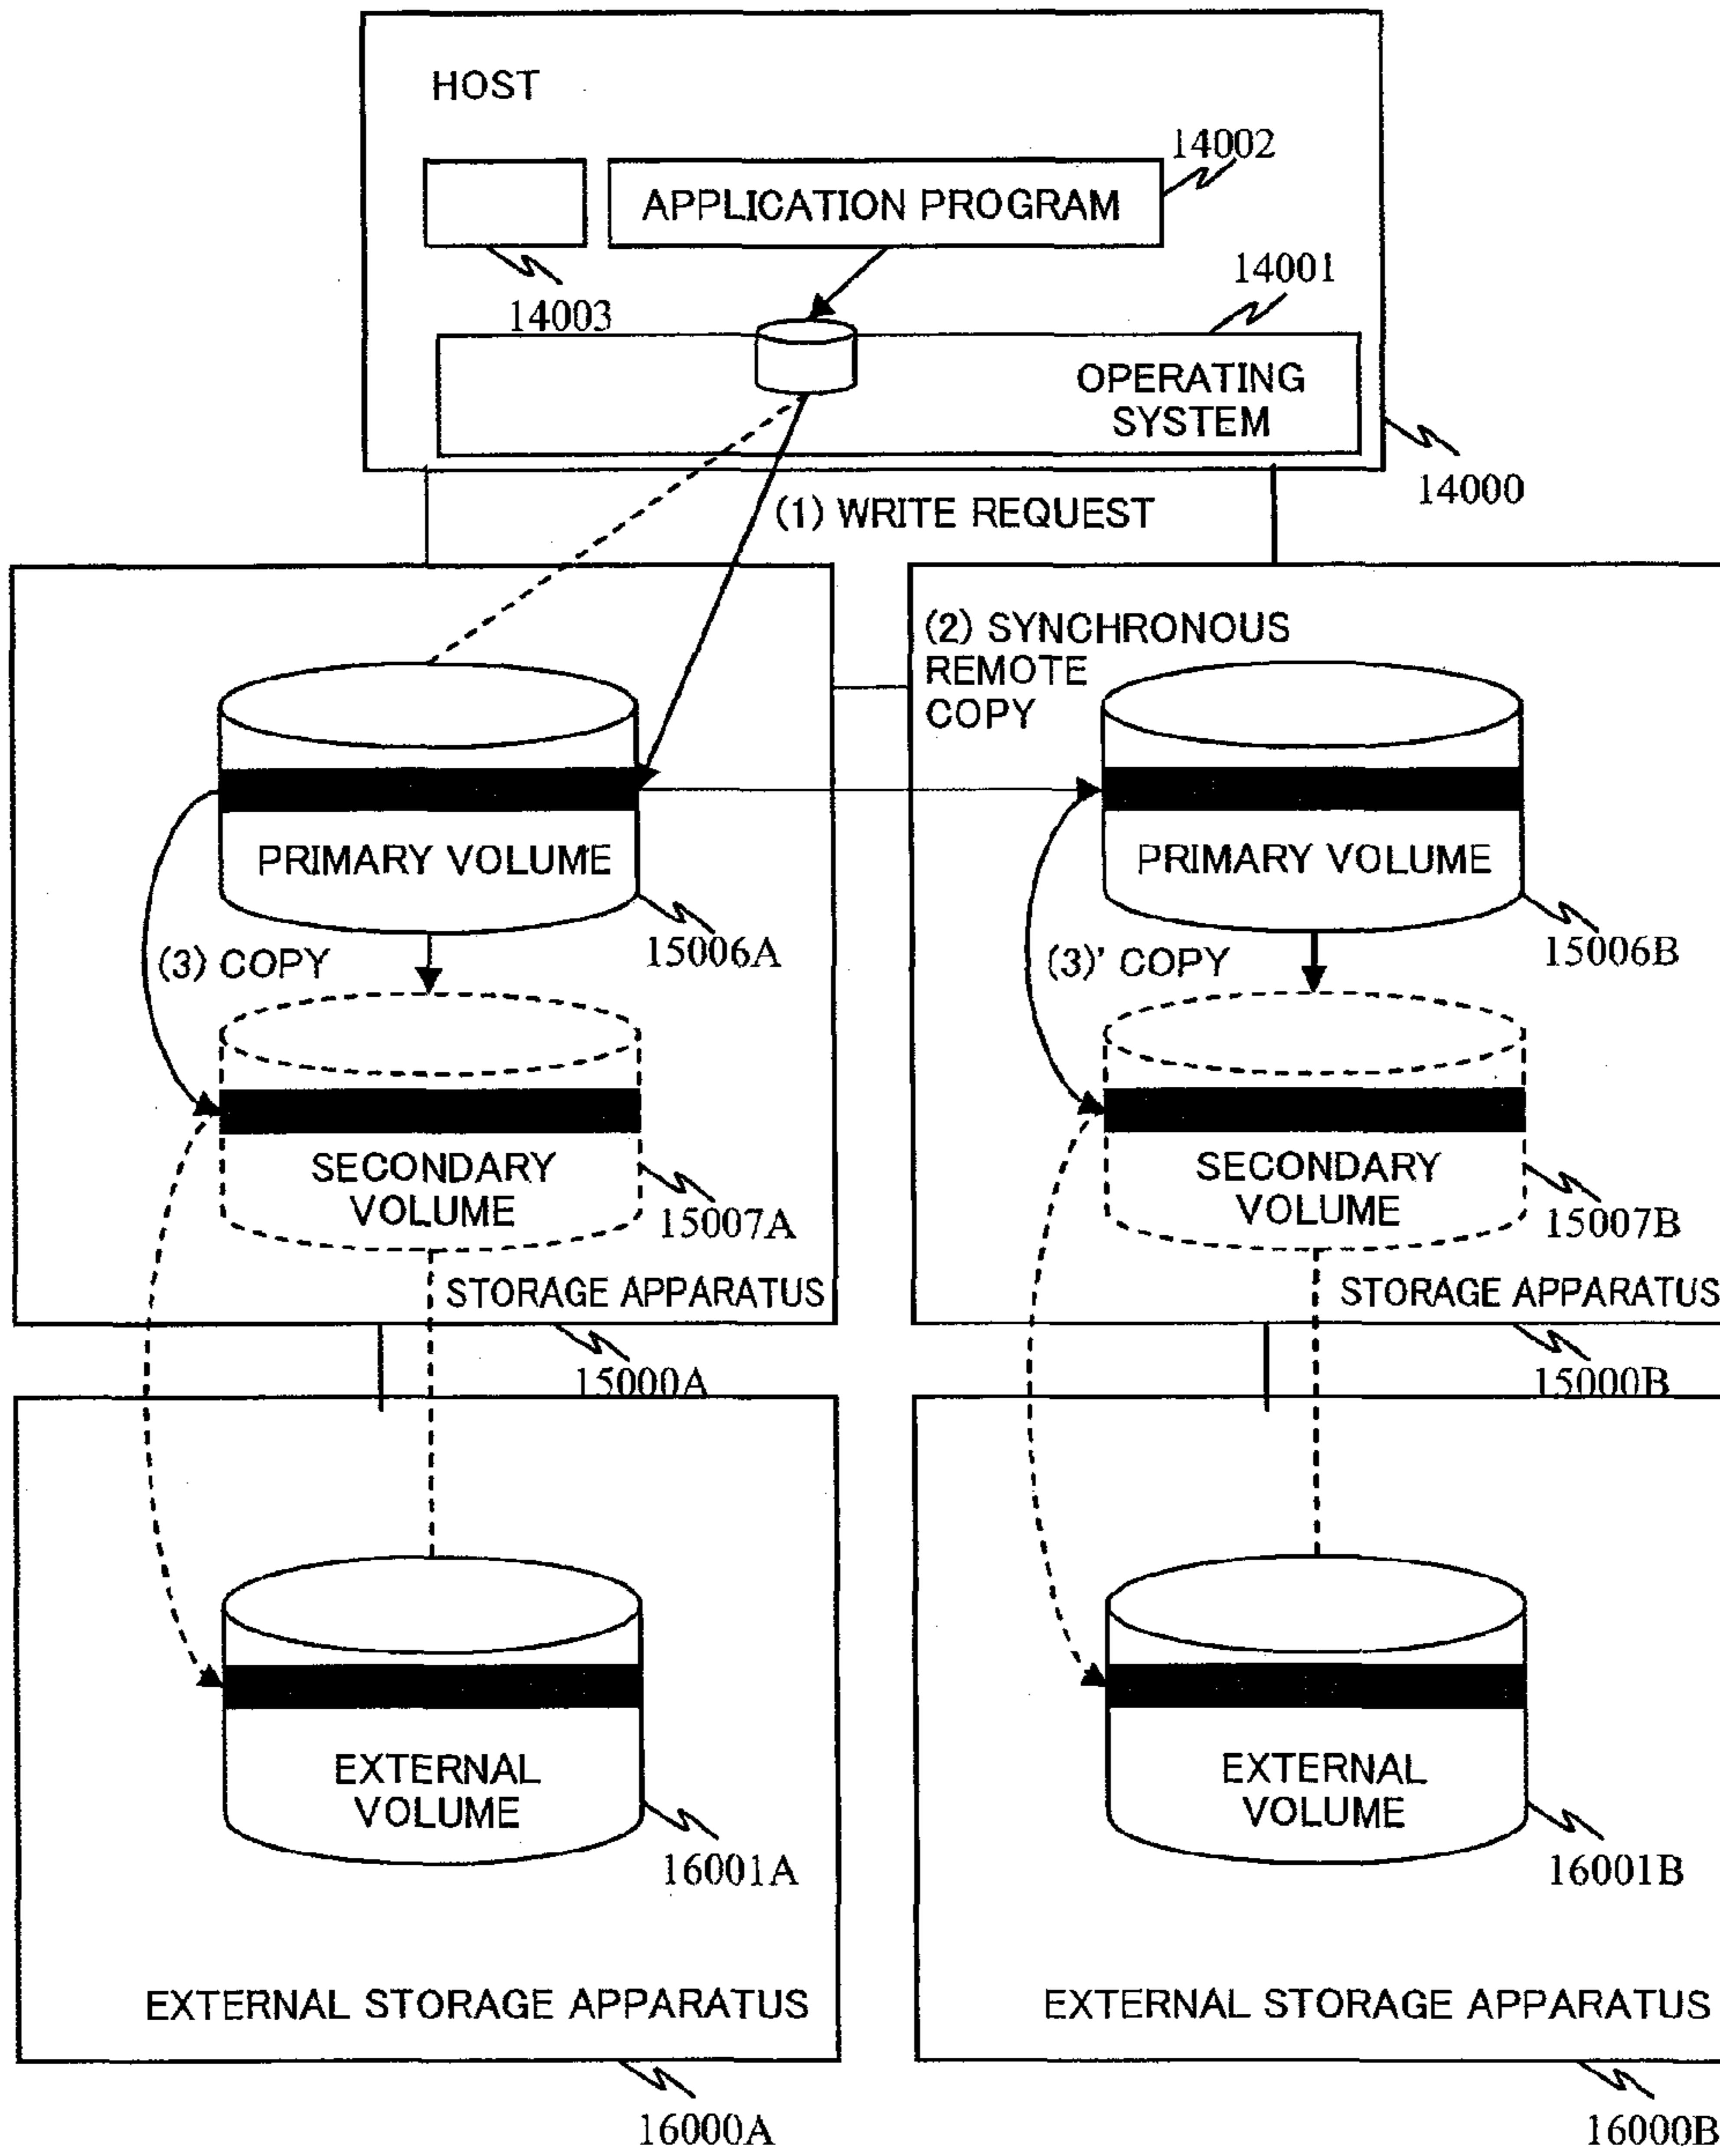 HOST
14002
APPLICATION PROGRAM
14001
14003
OPERATING
SYSTEM
14000
(1) WRITE REQUEST
(2) SYNCHRONOUS
REMOTE
COPY
PRIMARY VOLUME
15006A
(3) COPY
PRIMARY VOLUME
15006B
(3)' COPY
SECONDARY
VOLUME
15007A
STORAGE APPARATUS
15000A
SECONDARY
VOLUME
15007B
STORAGE APPARATUS
15000B
EXTERNAL
VOLUME
16001A
EXTERNAL STORAGE APPARATUS
16000A
EXTERNAL
VOLUME
16001B
EXTERNAL STORAGE APPARATUS
16000B